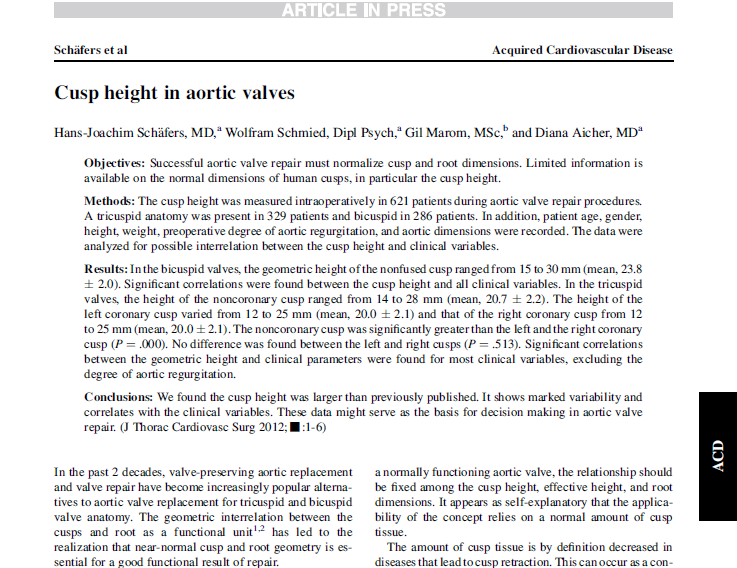 ARTICLE IN PRESS
Schäfers et al Acquired Cardiovascular Disease
Cusp height in aortic valves
Hans-Joachim Schäfers, MD,a Wolfram Schmied, Dipl Psych,a Gil Marom, MSc,b and Diana Aicher, MDa
Objectives: Successful aortic valve repair must normalize cusp and root dimensions. Limited information is
available on the normal dimensions of human cusps, in particular the cusp height.
Methods: The cusp height was measured intraoperatively in 621 patients during aortic valve repair procedures.
A tricuspid anatomy was present in 329 patients and bicuspid in 286 patients. In addition, patient age, gender,
height, weight, preoperative degree of aortic regurgitation, and aortic dimensions were recorded. The data were
analyzed for possible interrelation between the cusp height and clinical variables.
Results: In the bicuspid valves, the geometric height of the nonfused cusp ranged from 15 to 30 mm (mean, 23.8
± 2.0). Significant correlations were found between the cusp height and all clinical variables. In the tricuspid
valves, the height of the noncoronary cusp ranged from 14 to 28 mm (mean, 20.7 ± 2.2). The height of the
left coronary cusp varied from 12 to 25 mm (mean, 20.0 ± 2.1) and that of the right coronary cusp from 12
to 25 mm (mean, 20.0 ± 2.1). The noncoronary cusp was significantly greater than the left and the right coronary
cusp (P = .000). No difference was found between the left and right cusps (P = .513). Significant correlations
between the geometric height and clinical parameters were found for most clinical variables, excluding the
degree of aortic regurgitation.
Conclusions: We found the cusp height was larger than previously published. It shows marked variability and
correlates with the clinical variables. These data might serve as the basis for decision making in aortic valve
repair. (J Thorac Cardiovasc Surg 2012;■:1-6)
In the past 2 decades, valve-preserving aortic replacement
and valve repair have become increasingly popular alterna-
tives to aortic valve replacement for tricuspid and bicuspid
valve anatomy. The geometric interrelation between the
cusps and root as a functional unit1,2 has led to the
realization that near-normal cusp and root geometry is es-
sential for a good functional result of repair.
a normally functioning aortic valve, the relationship should
be fixed among the cusp height, effective height, and root
dimensions. It appears as self-explanatory that the applica-
bility of the concept relies on a normal amount of cusp
tissue.
The amount of cusp tissue is by definition decreased in
diseases that lead to cusp retraction. This can occur as a con-
ACD